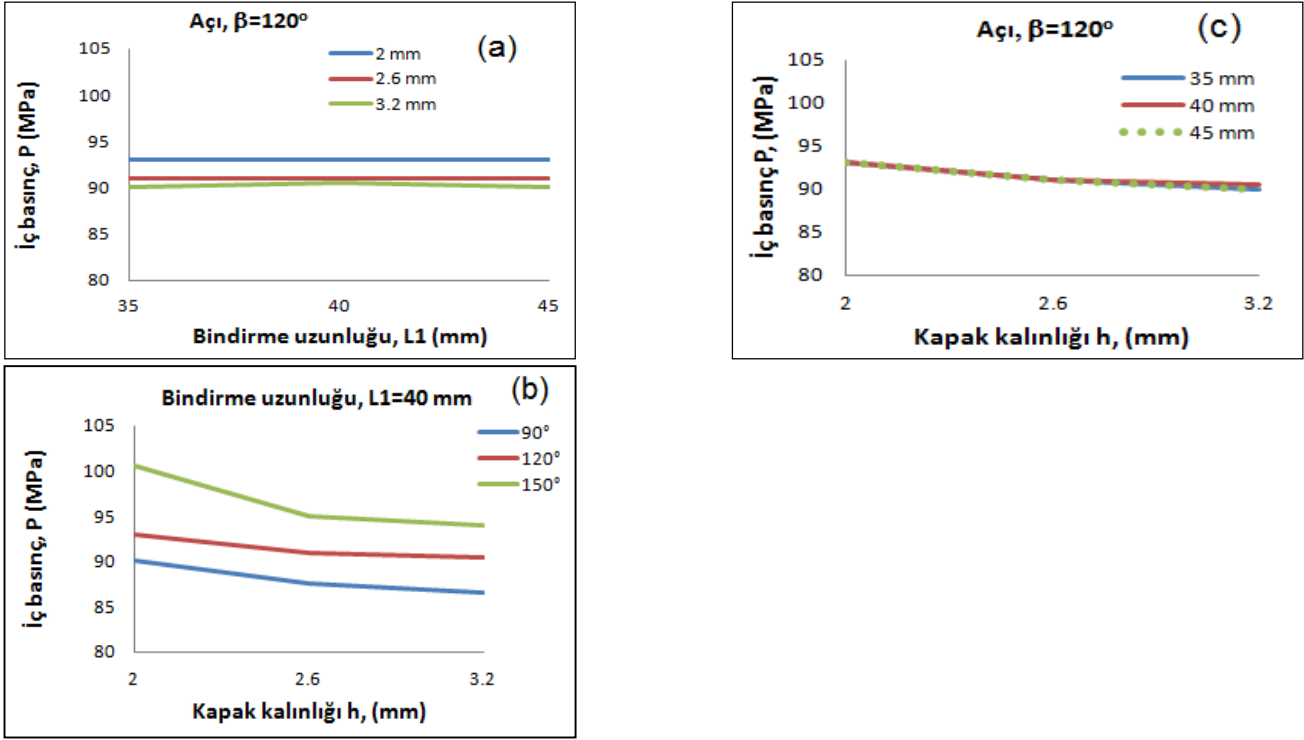 Açı, β=120°
(a)
2 mm
2.6 mm
3.2 mm
İç basınç, P (MPa)
105
100
95
90
85
80
35
40
45
Bindirme uzunluğu, L1 (mm)
Açı, β=120°
(c)
35 mm
40 mm
45 mm
İç basınç P, (MPa)
105
100
95
90
85
80
2
2.6
3.2
Kapak kalınlığı h, (mm)
Bindirme uzunluğu, L1=40 mm
(b)
90°
120°
150°
İç basınç, P (MPa)
105
100
95
90
85
80
2
2.6
3.2
Kapak kalınlığı h, (mm)